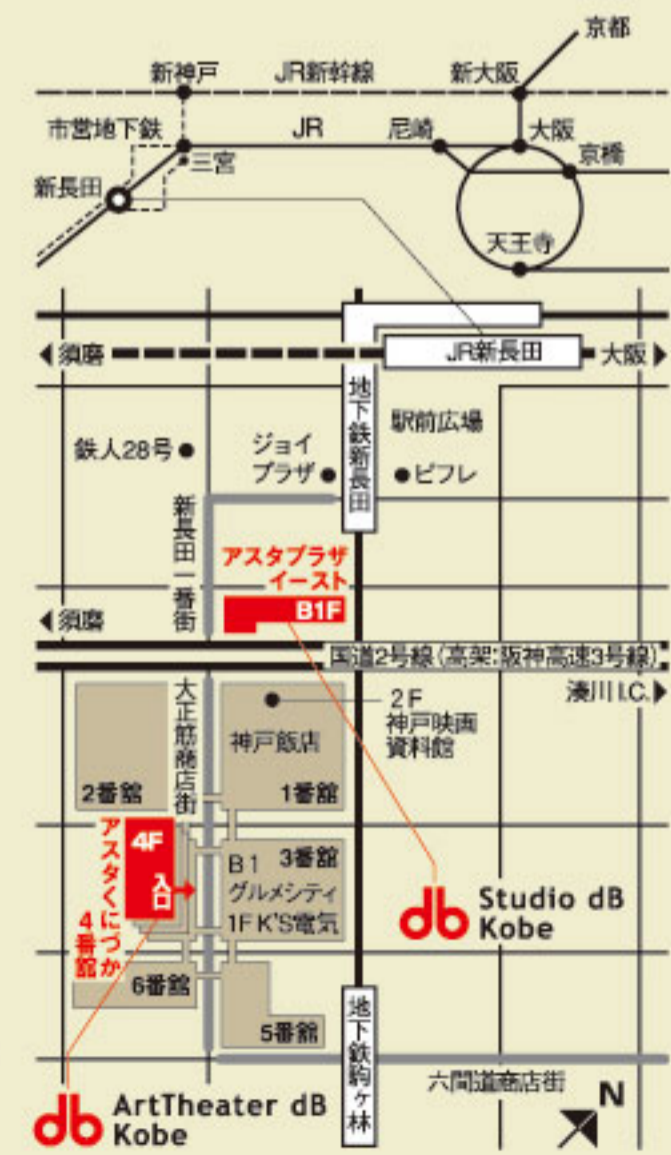 京都
新神戸
JR新幹線
新大阪
市営地下鉄
JR
尼崎
大阪
三宮
京橋
新長田
天王寺
須磨
JR新長田
大阪
地下鉄新長田
駅前広場
鉄人28号
ジョイ
プラザ
ピフレ
新長田一番街
アスタプラザ
イースト
B1F
須磨
国道2号線(高架:阪神高速3号線)
湊川I.C.
大正筋商店街
2F
神戸映画
資料館
神戸飯店
2番舘
1番舘
4F
入口
アスタくにづか
4番舘
3番舘
B1
グルメシティ
1F K'S電気
db Studio dB
Kobe
6番舘
5番舘
地下鉄駒ヶ林
六間道商店街
N
db ArtTheater dB
Kobe